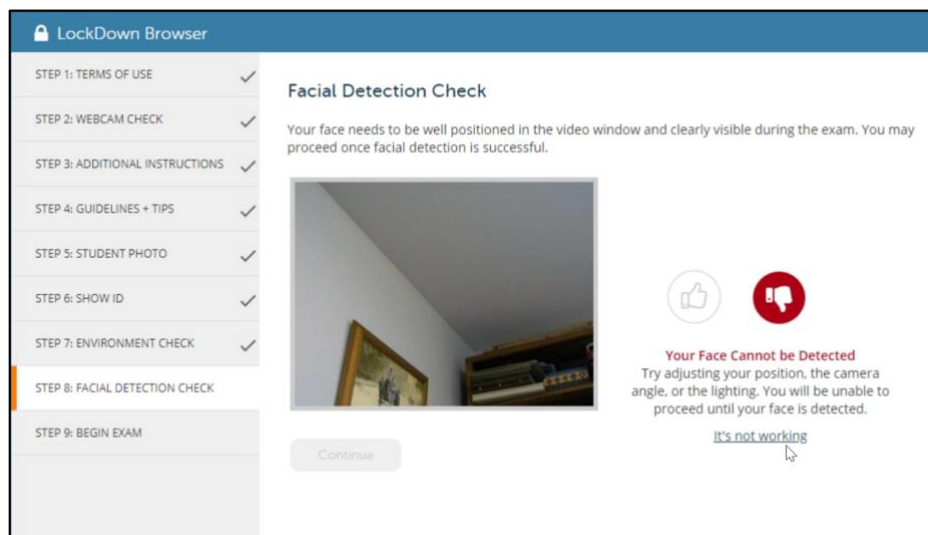 LockDown Browser
STEP 1: TERMS OF USE
STEP 2: WEBCAM CHECK
STEP 3: ADDITIONAL INSTRUCTIONS
STEP 4: GUIDELINES + TIPS
STEP 5: STUDENT PHOTO
STEP 6: SHOW ID
STEP 7: ENVIRONMENT CHECK
STEP 8: FACIAL DETECTION CHECK
STEP 9: BEGIN EXAM
Facial Detection Check
Your face needs to be well positioned in the video window and clearly visible during the exam. You may
proceed once facial detection is successful.
Your Face Cannot be Detected
Try adjusting your position, the camera
angle, or the lighting. You will be unable to
proceed until your face is detected.
It's not working
Continue